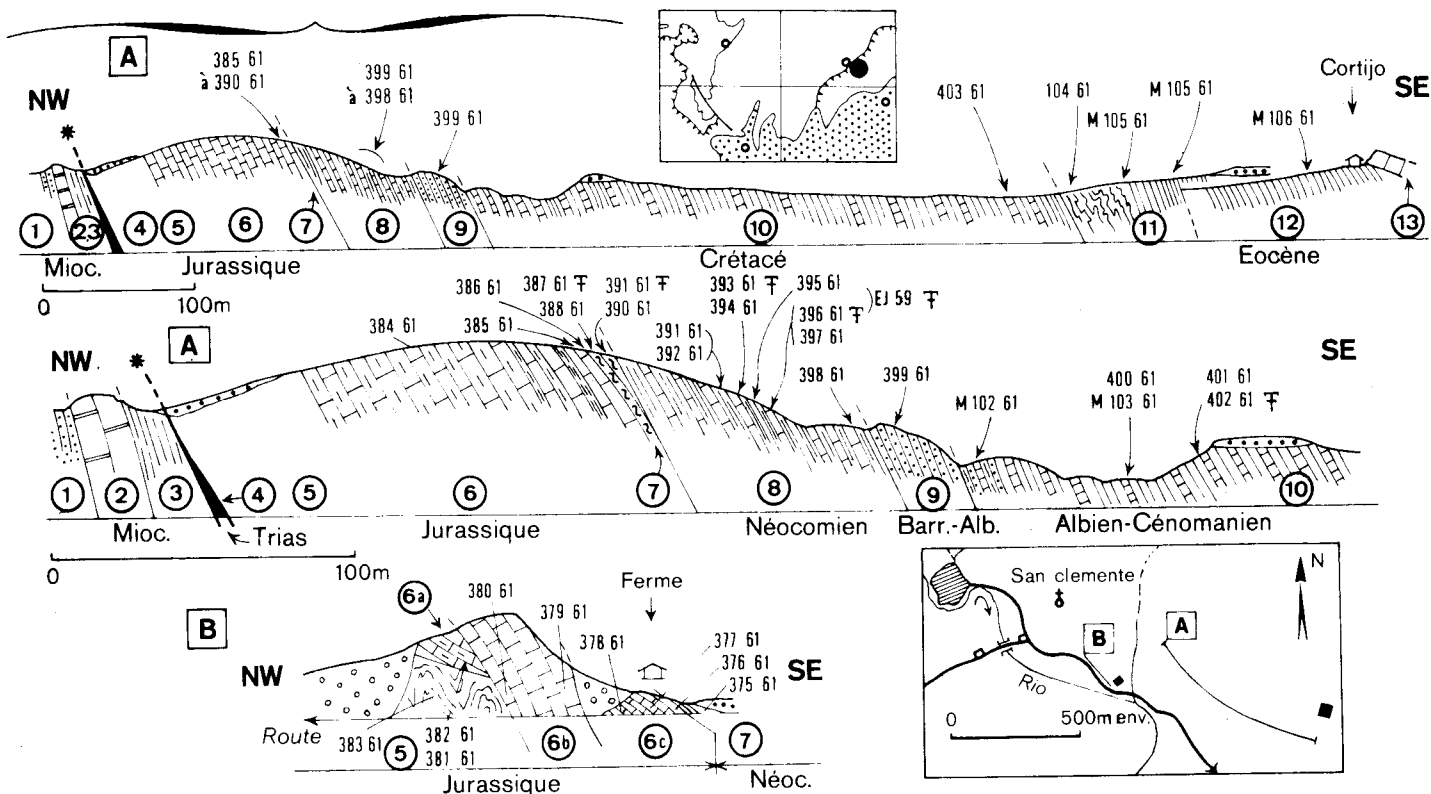 A
385 61
à 390 61
399 61
à 398 61
399 61
403 61
104 61
M 105 61
M 105 61
M 106 61
Cortijo
NW
SE
*
1
2,3
4
5
6
7
8
9
10
11
12
13
Mioc.
Jurassique
Crétacé
Eocène
0
100m
A
NW
SE
*
384 61
385 61
386 61
387 61
388 61
391 61
390 61
391 61
392 61
393 61
394 61
395 61
396 61
397 61
EJ 59
398 61
399 61
M 102 61
400 61
M 103 61
401 61
402 61
1
2
3
4
5
6
7
8
9
10
Mioc.
Trias
Jurassique
Néocomien
Barr.-Alb.
Albien-Cénomanien
0
100m
B
NW
SE
6a
380 61
379 61
378 61
Ferme
377 61
376 61
375 61
Route
383 61
5
382 61
381 61
6b
6c
7
Jurassique
Néoc.
San clemente
N
B
A
Rio
0
500m env.